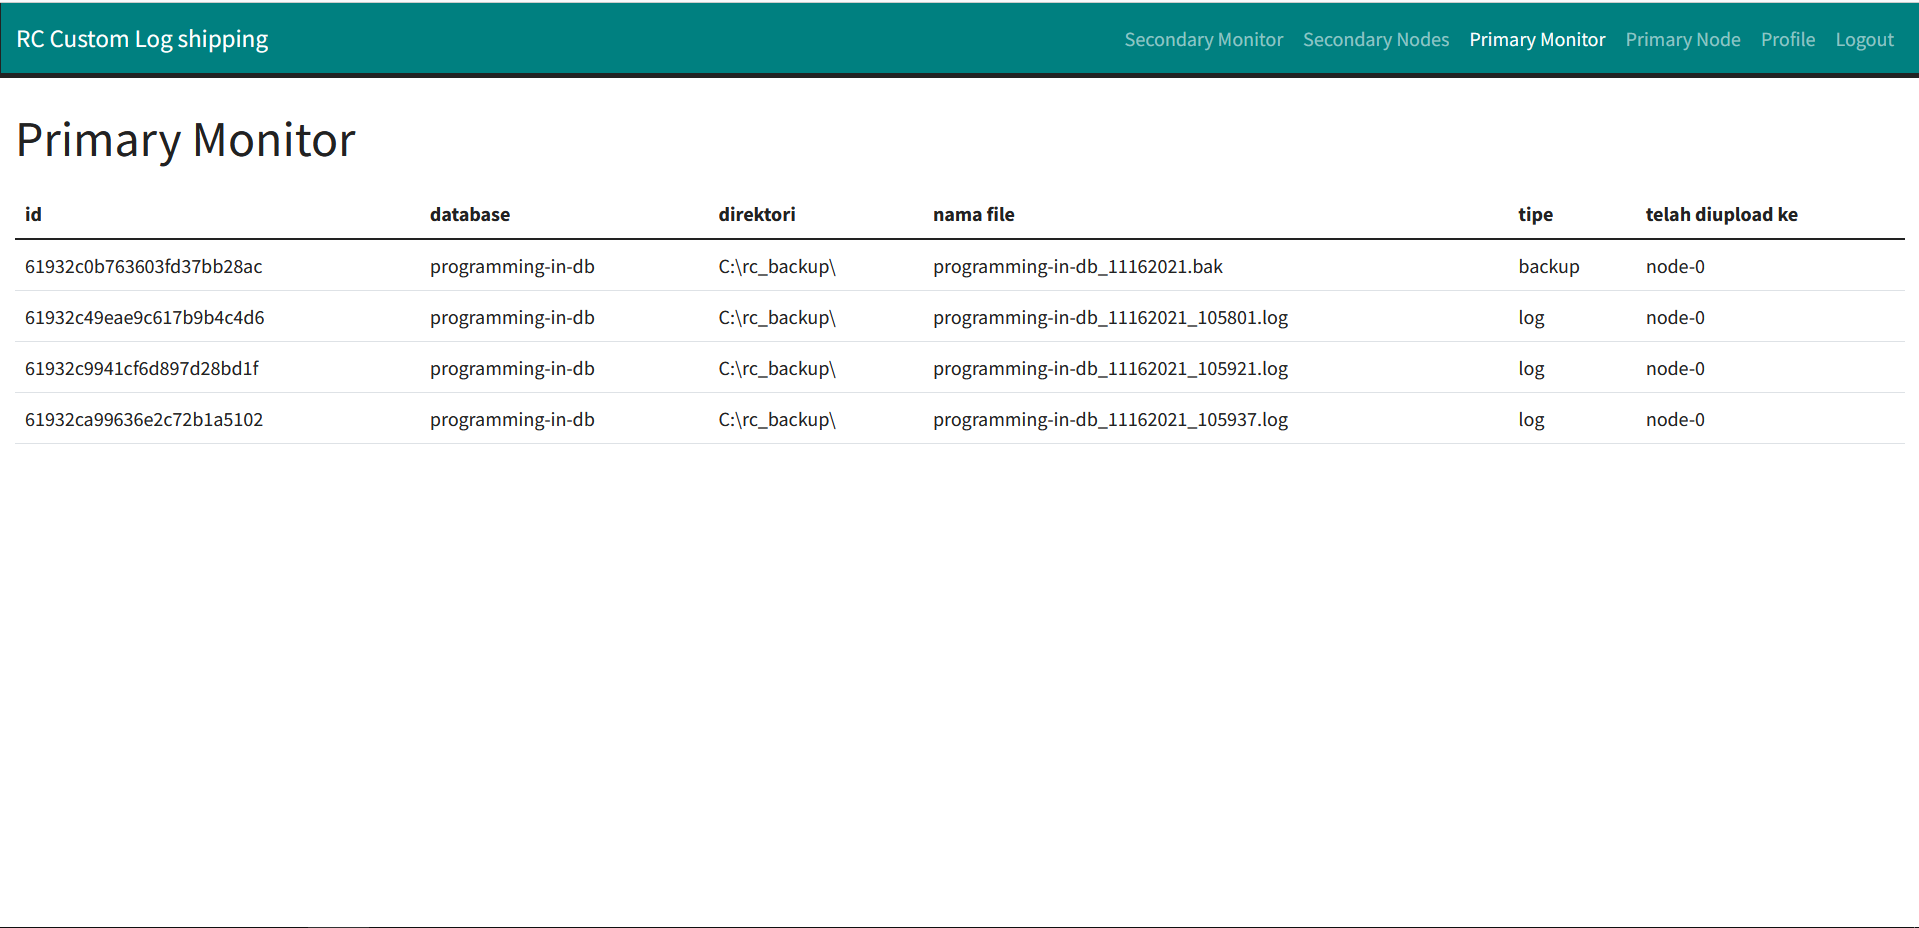 RC Custom Log shipping Secondary Monitor Secondary Nodes Primary Monitor Primary Node Profile Logout
Primary Monitor
id database direktori nama file tipe telah diupload ke
61932c0b763603fd37bb28ac programming-in-db C:\rc_backup\ programming-in-db_11162021.bak backup node-0
61932c49eae9c617b9b4c4d6 programming-in-db C:\rc_backup\ programming-in-db_11162021_105801.log log node-0
61932c9941cf6d897d28bd1f programming-in-db C:\rc_backup\ programming-in-db_11162021_105921.log log node-0
61932ca99636e2c72b1a5102 programming-in-db C:\rc_backup\ programming-in-db_11162021_105937.log log node-0